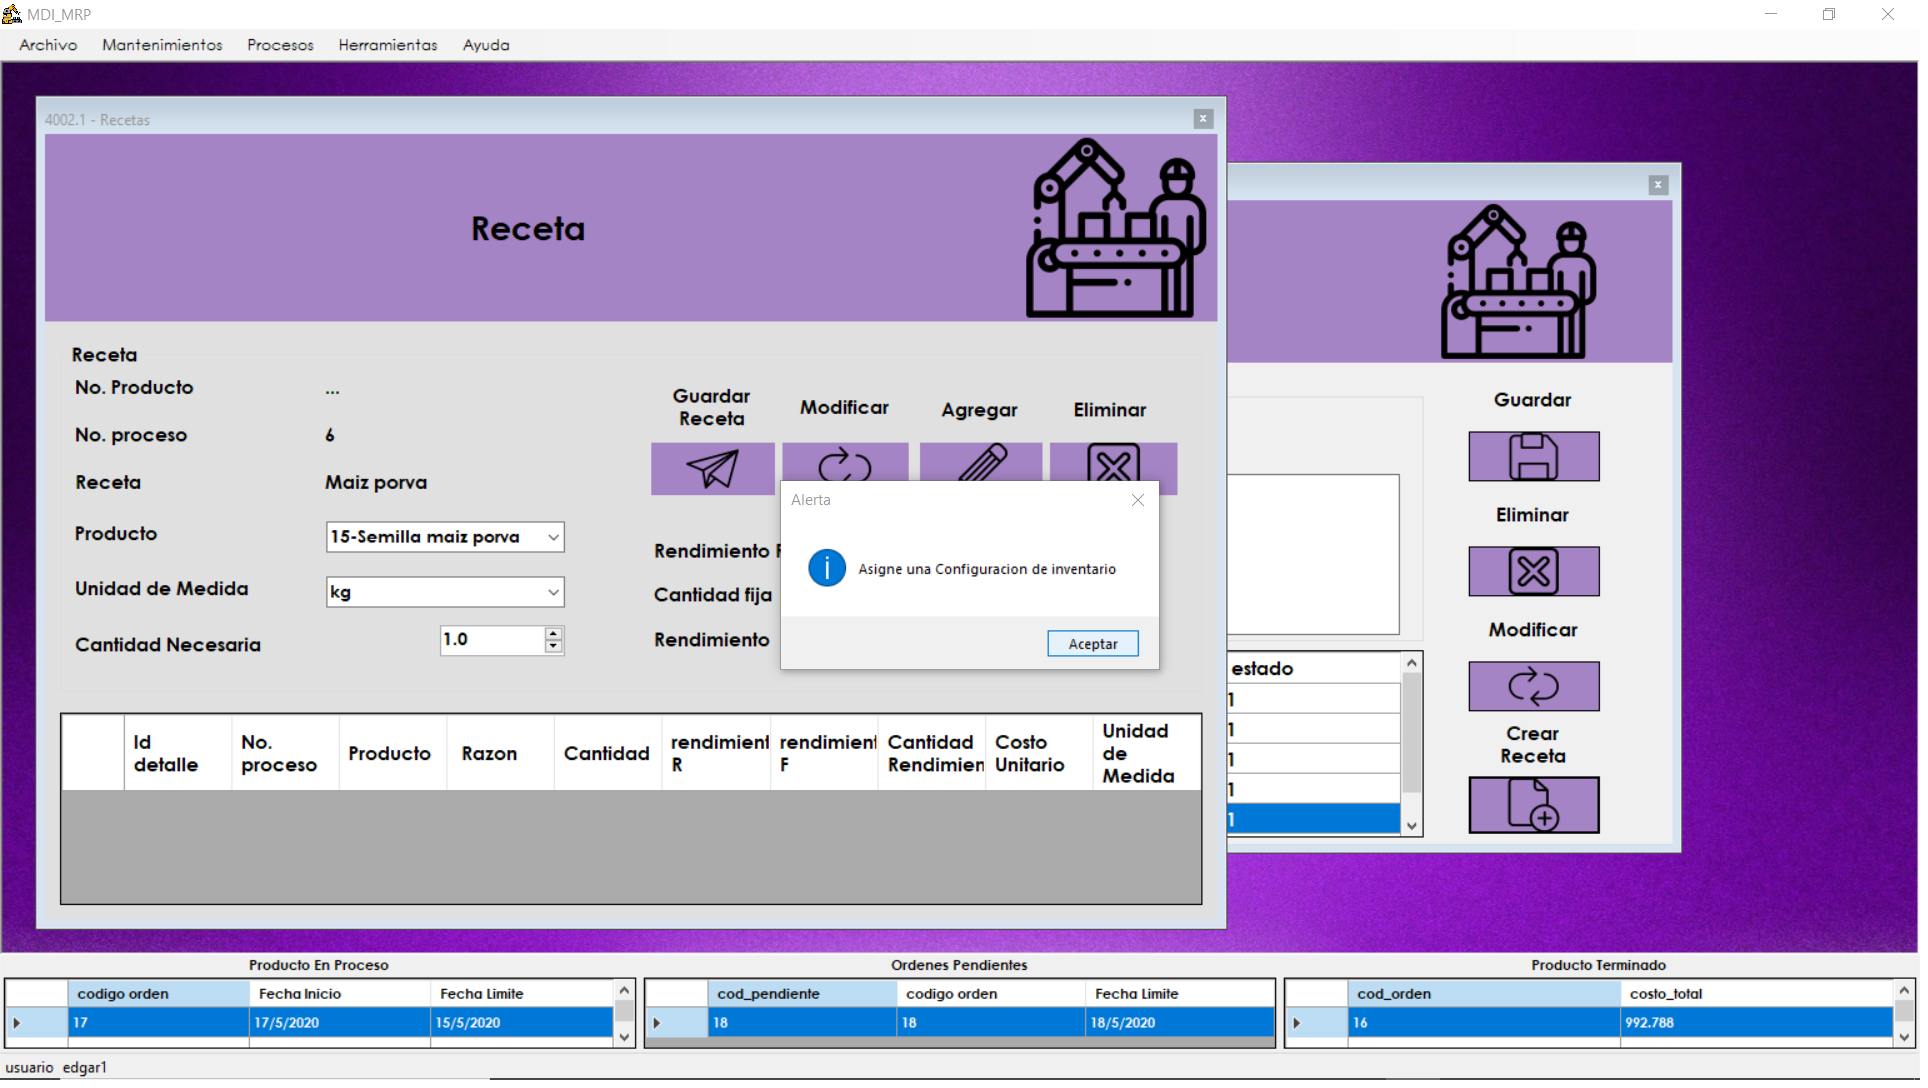 MDI_MRP
Archivo Mantenimientos Procesos Herramientas Ayuda
4002.1 - Recetas
Receta
Receta
No. Producto ...
No. proceso 6
Receta Maiz porva
Producto 15-Semilla maiz porva
Unidad de Medida kg
Cantidad Necesaria 1.0
Guardar
Receta
Modificar
Agregar
Eliminar
Rendimiento
Cantidad fija
Rendimiento
Alerta
Asigne una Configuracion de inventario
Aceptar
Id
detalle
No.
proceso
Producto
Razon
Cantidad
rendimient
R
rendimient
F
Cantidad
Rendimien
Costo
Unitario
Unidad
de
Medida
Guardar
Eliminar
Modificar
Crear
Receta
estado
1
1
1
1
1
Producto En Proceso
codigo orden Fecha Inicio Fecha Limite
17 17/5/2020 15/5/2020
Ordenes Pendientes
cod_pendiente codigo orden Fecha Limite
18 18 18/5/2020
Producto Terminado
cod_orden costo_total
16 992.788
usuario edgar1